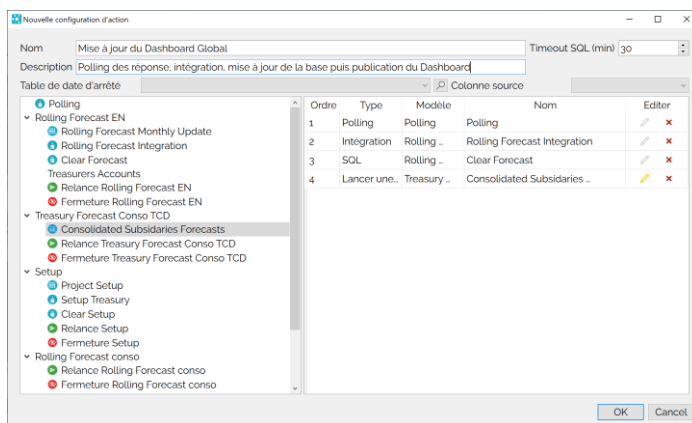 Nouvelle configuration d'action
Nom Mise à jour du Dashboard Global Timeout SQL (min) 30
Description Polling des réponse, intégration, mise à jour de la base puis publication du Dashboard
Table de date d'arrêté Colonne source
Polling
Rolling Forecast EN
Rolling Forecast Monthly Update
Rolling Forecast Integration
Clear Forecast
Treasurers Accounts
Relance Rolling Forecast EN
Fermeture Rolling Forecast EN
Treasury Forecast Conso TCD
Consolidated Subsidaries Forecasts
Relance Treasury Forecast Conso TCD
Fermeture Treasury Forecast Conso TCD
Setup
Project Setup
Setup Treasury
Clear Setup
Relance Setup
Fermeture Setup
Rolling Forecast conso
Relance Rolling Forecast conso
Fermeture Rolling Forecast conso
Ordre Type Modèle Nom Editer
1 Polling Polling Polling
2 Intégration Rolling ... Rolling Forecast Integration
3 SQL Rolling ... Clear Forecast
4 Lancer une... Treasury ... Consolidated Subsidaries ...
OK Cancel